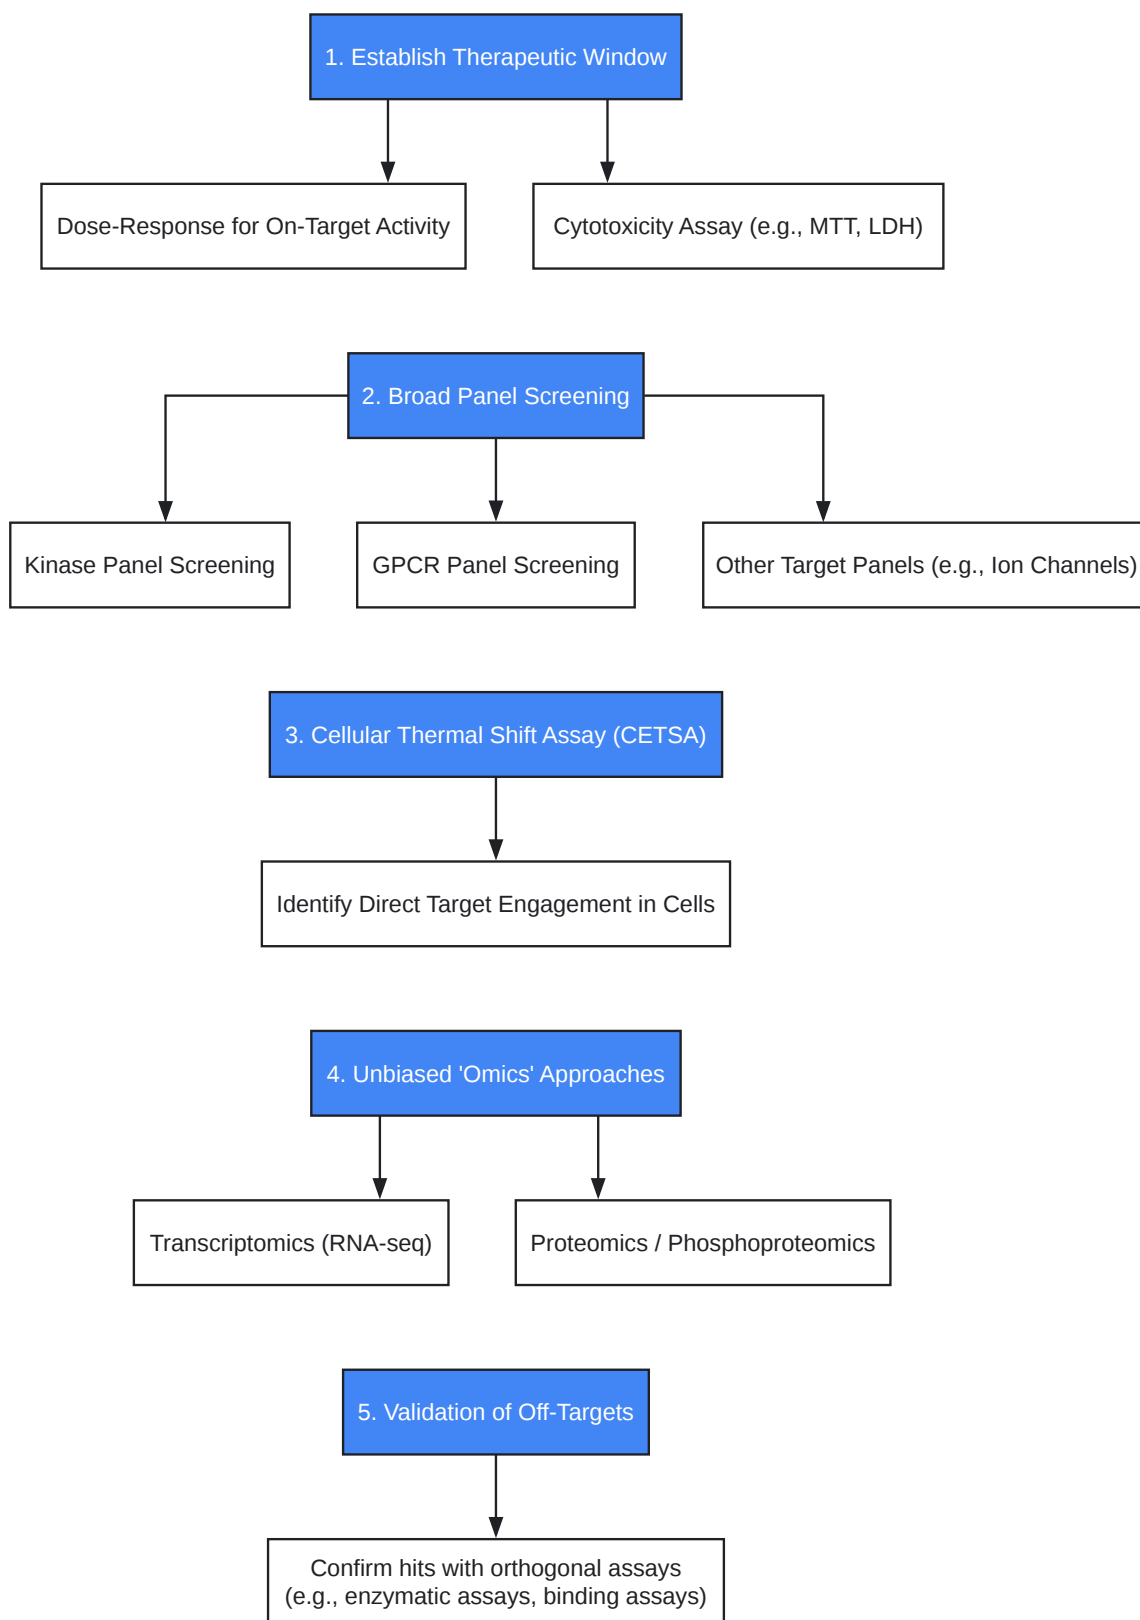 1. Establish Therapeutic Window
Dose-Response for On-Target Activity
Cytotoxicity Assay (e.g., MTT, LDH)
2. Broad Panel Screening
Kinase Panel Screening
GPCR Panel Screening
Other Target Panels (e.g., Ion Channels)
3. Cellular Thermal Shift Assay (CETSA)
Identify Direct Target Engagement in Cells
4. Unbiased 'Omics' Approaches
Transcriptomics (RNA-seq)
Proteomics / Phosphoproteomics
5. Validation of Off-Targets
Confirm hits with orthogonal assays
(e.g., enzymatic assays, binding assays)